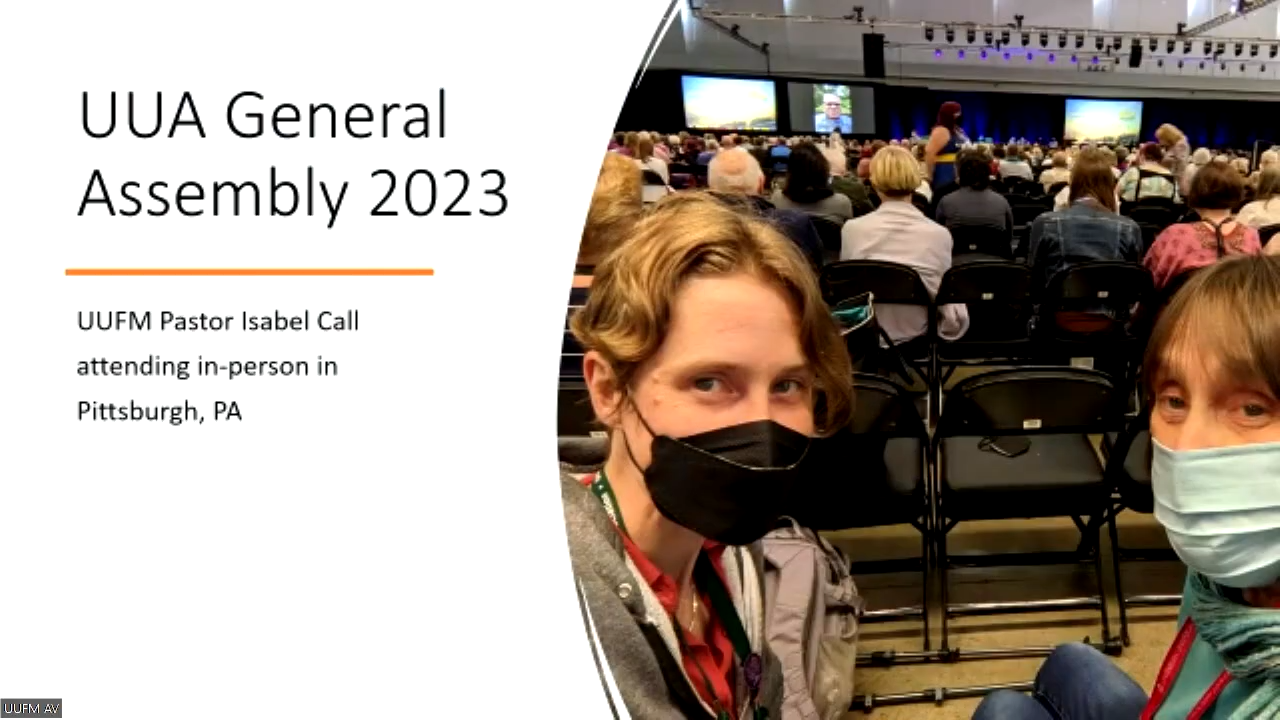 UUA General
Assembly 2023
UUFM Pastor Isabel Call
attending in-person in
Pittsburgh, PA
UUFM AV